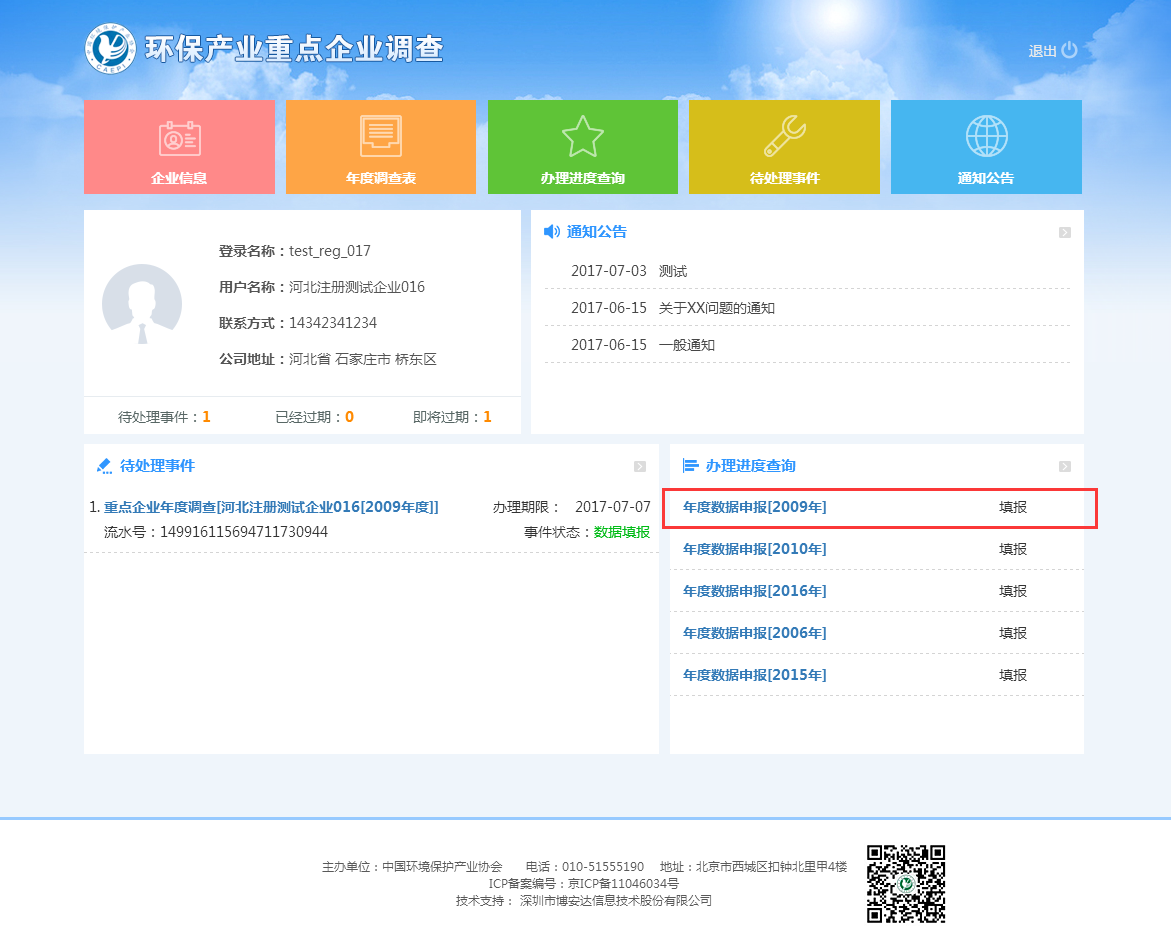 CAEPI
环保产业重点企业调查
退出
企业信息
年度调查表
办理进度查询
待处理事件
通知公告
登录名称：test_reg_017
用户名称：河北注册测试企业016
联系方式：14342341234
公司地址：河北省 石家庄市 桥东区
待处理事件：1 已经过期：0 即将过期：1
通知公告
2017-07-03 测试
2017-06-15 关于XX问题的通知
2017-06-15 一般通知
待处理事件
1. 重点企业年度调查[河北注册测试企业016[2009年度]] 办理期限： 2017-07-07
流水号：149916115694711730944 事件状态：数据填报
办理进度查询
年度数据申报[2009年] 填报
年度数据申报[2010年] 填报
年度数据申报[2016年] 填报
年度数据申报[2006年] 填报
年度数据申报[2015年] 填报
主办单位：中国环境保护产业协会 电话：010-51555190 地址：北京市西城区扣钟北里甲4楼
ICP备案编号：京ICP备11046034号
技术支持： 深圳市博安达信息技术股份有限公司